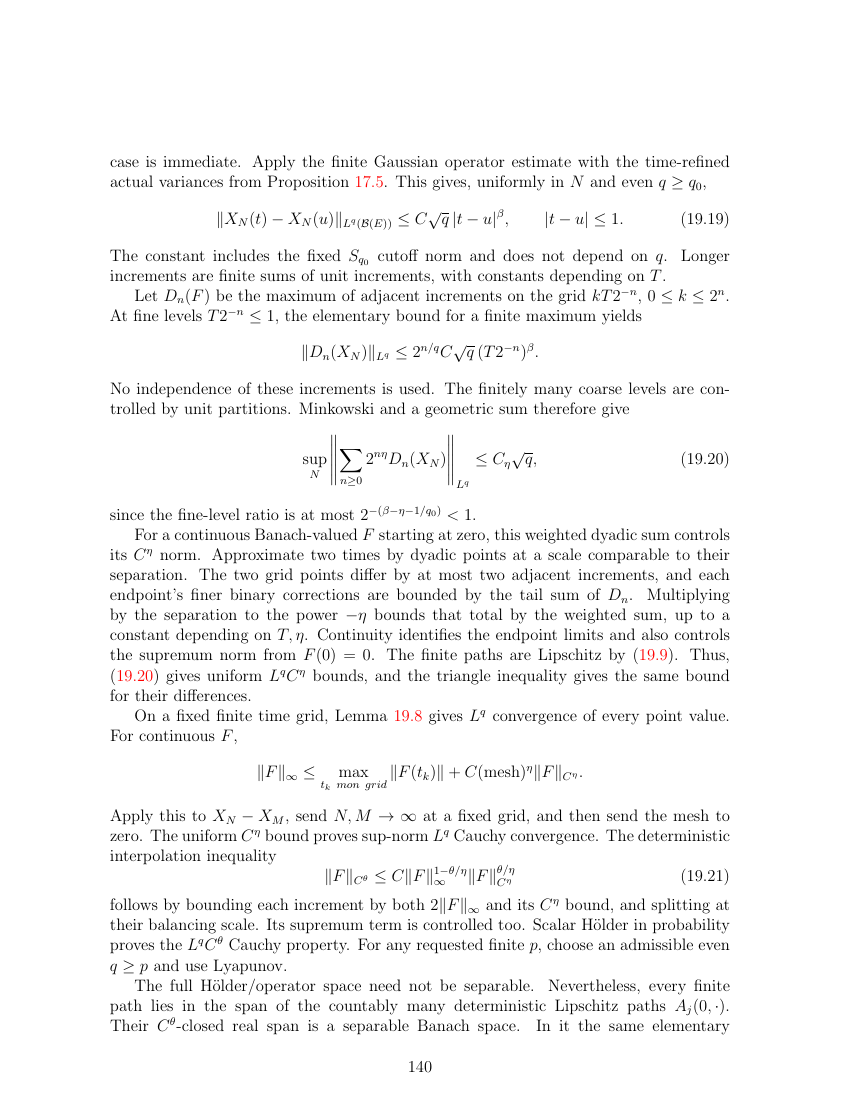 case is immediate. Apply the finite Gaussian operator estimate with the time-refined
actual variances from Proposition 17.5. This gives, uniformly in N and even q ≥ q₀,
‖X_N(t) − X_N(u)‖_{L^q(𝓑(E))} ≤ C√q |t − u|^β, |t − u| ≤ 1. (19.19)
The constant includes the fixed S_{q₀} cutoff norm and does not depend on q. Longer
increments are finite sums of unit increments, with constants depending on T.
Let D_n(F) be the maximum of adjacent increments on the grid kT2^{−n}, 0 ≤ k ≤ 2^n.
At fine levels T2^{−n} ≤ 1, the elementary bound for a finite maximum yields
‖D_n(X_N)‖_{L^q} ≤ 2^{n/q}C√q (T2^{−n})^β.
No independence of these increments is used. The finitely many coarse levels are con-
trolled by unit partitions. Minkowski and a geometric sum therefore give
sup_N ‖∑_{n≥0} 2^{nη}D_n(X_N)‖_{L^q} ≤ C_η√q, (19.20)
since the fine-level ratio is at most 2^{−(β−η−1/q₀)} < 1.
For a continuous Banach-valued F starting at zero, this weighted dyadic sum controls
its C^η norm. Approximate two times by dyadic points at a scale comparable to their
separation. The two grid points differ by at most two adjacent increments, and each
endpoint's finer binary corrections are bounded by the tail sum of D_n. Multiplying
by the separation to the power −η bounds that total by the weighted sum, up to a
constant depending on T, η. Continuity identifies the endpoint limits and also controls
the supremum norm from F(0) = 0. The finite paths are Lipschitz by (19.9). Thus,
(19.20) gives uniform L^qC^η bounds, and the triangle inequality gives the same bound
for their differences.
On a fixed finite time grid, Lemma 19.8 gives L^q convergence of every point value.
For continuous F,
‖F‖_∞ ≤ max_{t_k mon grid} ‖F(t_k)‖ + C(mesh)^η‖F‖_{C^η}.
Apply this to X_N − X_M, send N, M → ∞ at a fixed grid, and then send the mesh to
zero. The uniform C^η bound proves sup-norm L^q Cauchy convergence. The deterministic
interpolation inequality
‖F‖_{C^θ} ≤ C‖F‖_∞^{1−θ/η}‖F‖_{C^η}^{θ/η} (19.21)
follows by bounding each increment by both 2‖F‖_∞ and its C^η bound, and splitting at
their balancing scale. Its supremum term is controlled too. Scalar Hölder in probability
proves the L^qC^θ Cauchy property. For any requested finite p, choose an admissible even
q ≥ p and use Lyapunov.
The full Hölder/operator space need not be separable. Nevertheless, every finite
path lies in the span of the countably many deterministic Lipschitz paths A_j(0, ·).
Their C^θ-closed real span is a separable Banach space. In it the same elementary
140